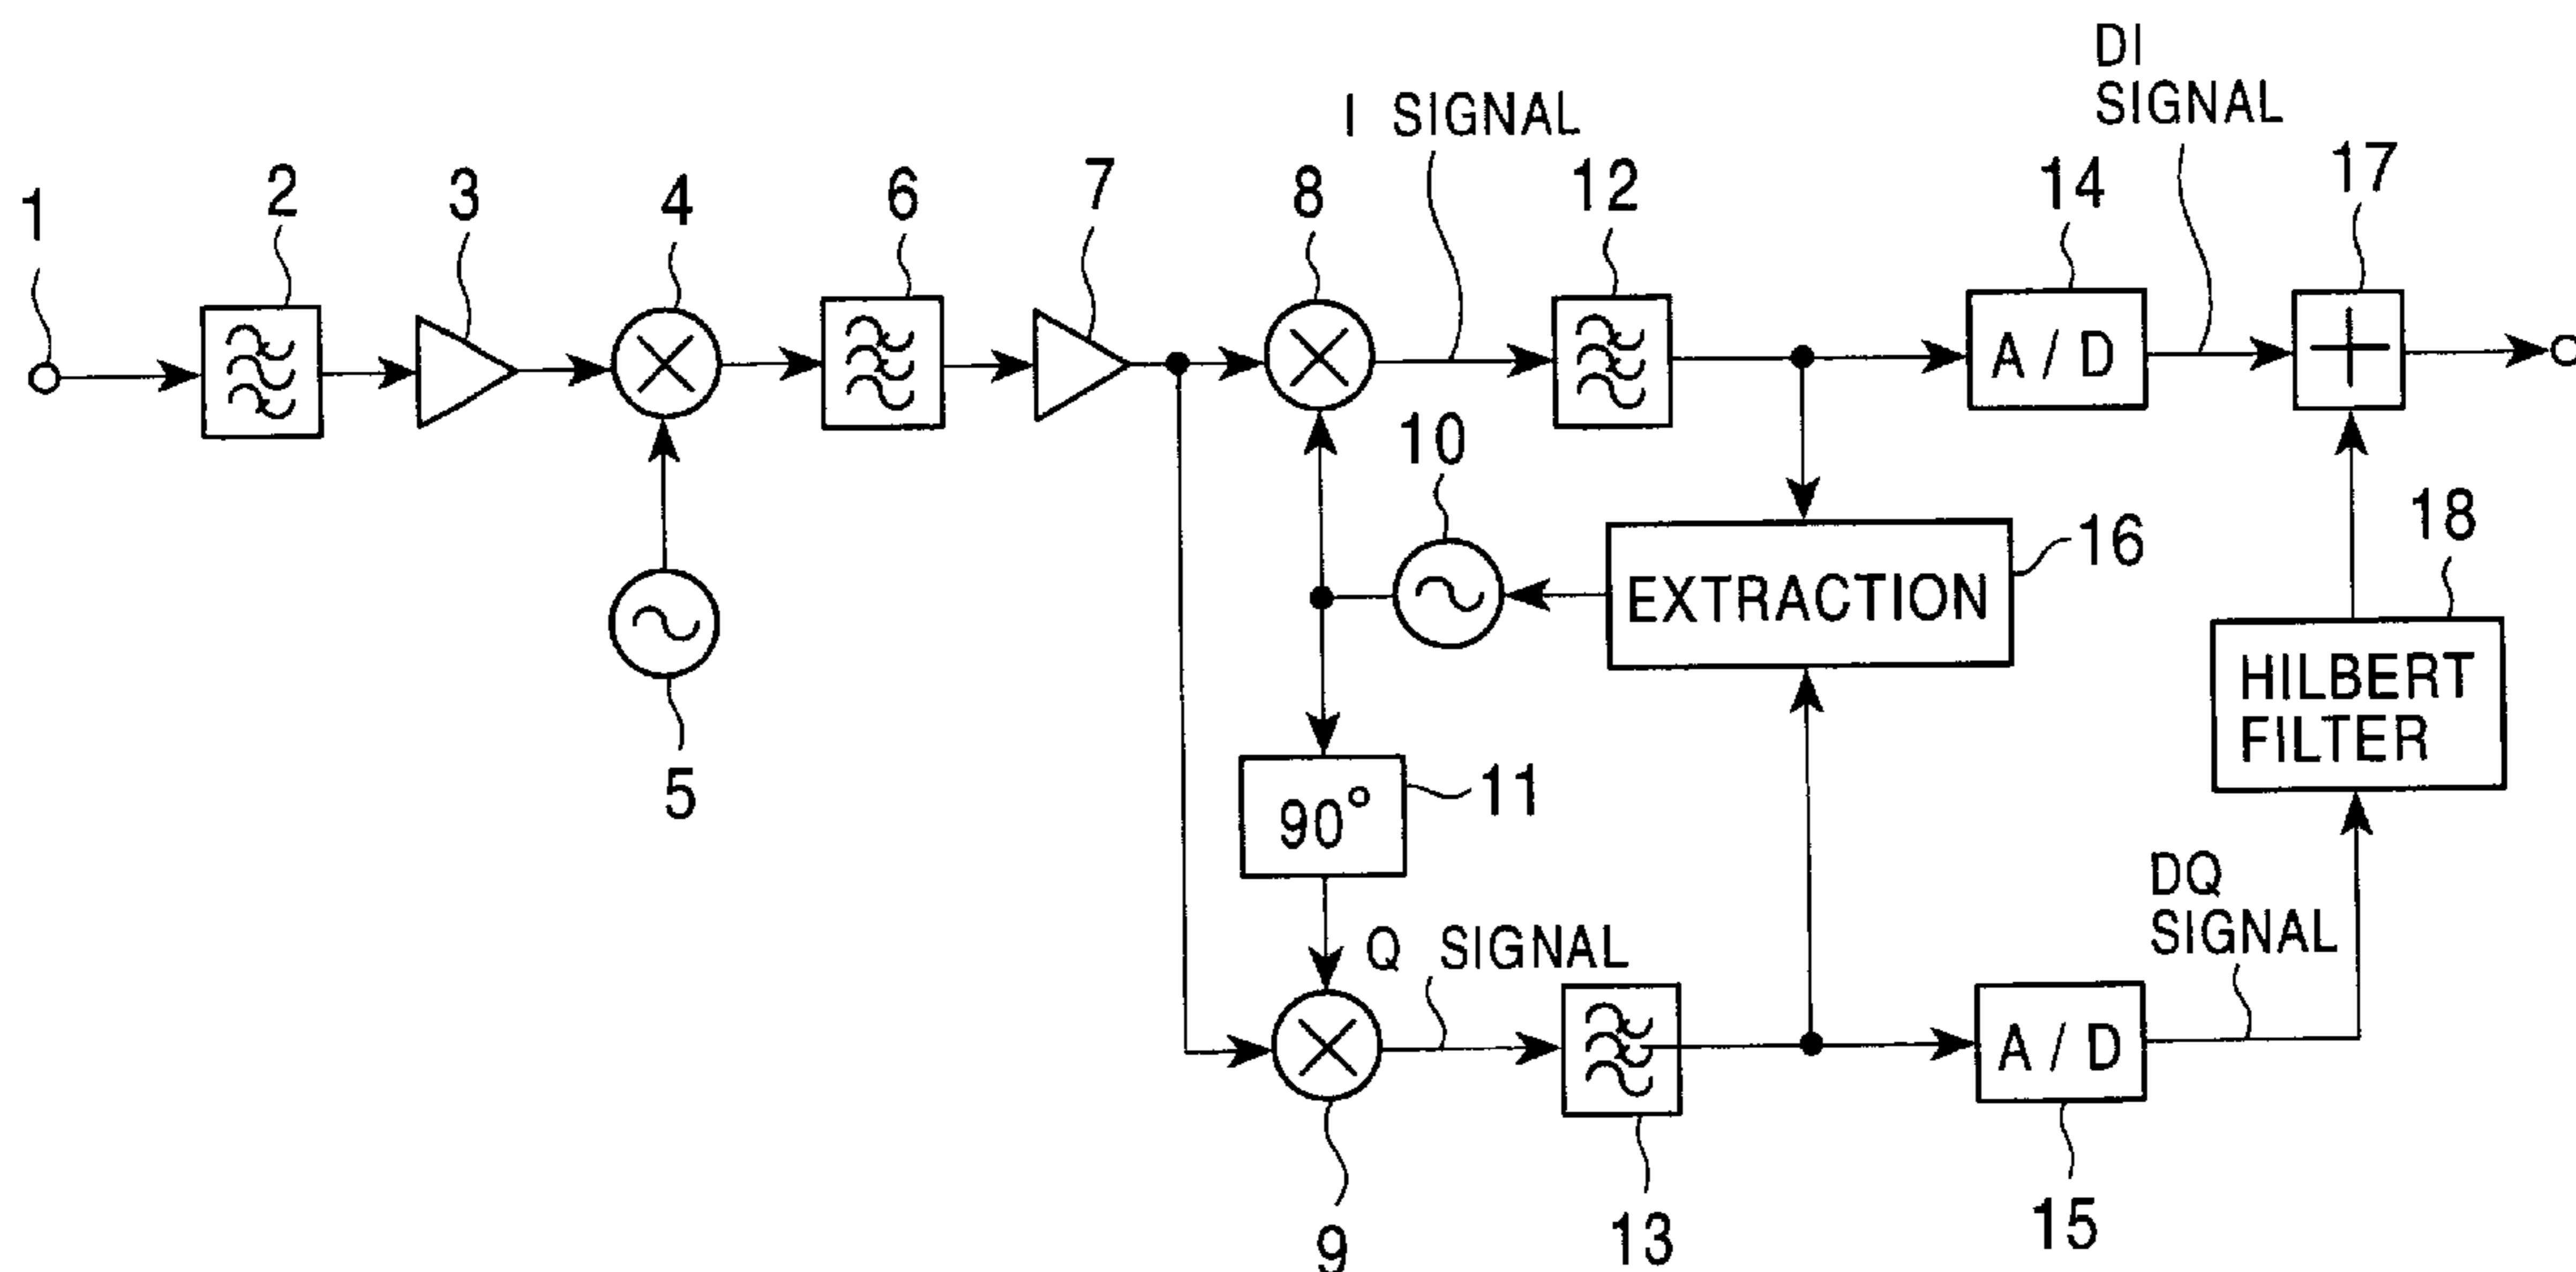 DI
SIGNAL
I SIGNAL
1
2
3
4
6
7
8
12
14
17
A / D
10
16
18
EXTRACTION
HILBERT
FILTER
5
11
90°
DQ
SIGNAL
Q SIGNAL
A / D
9
13
15